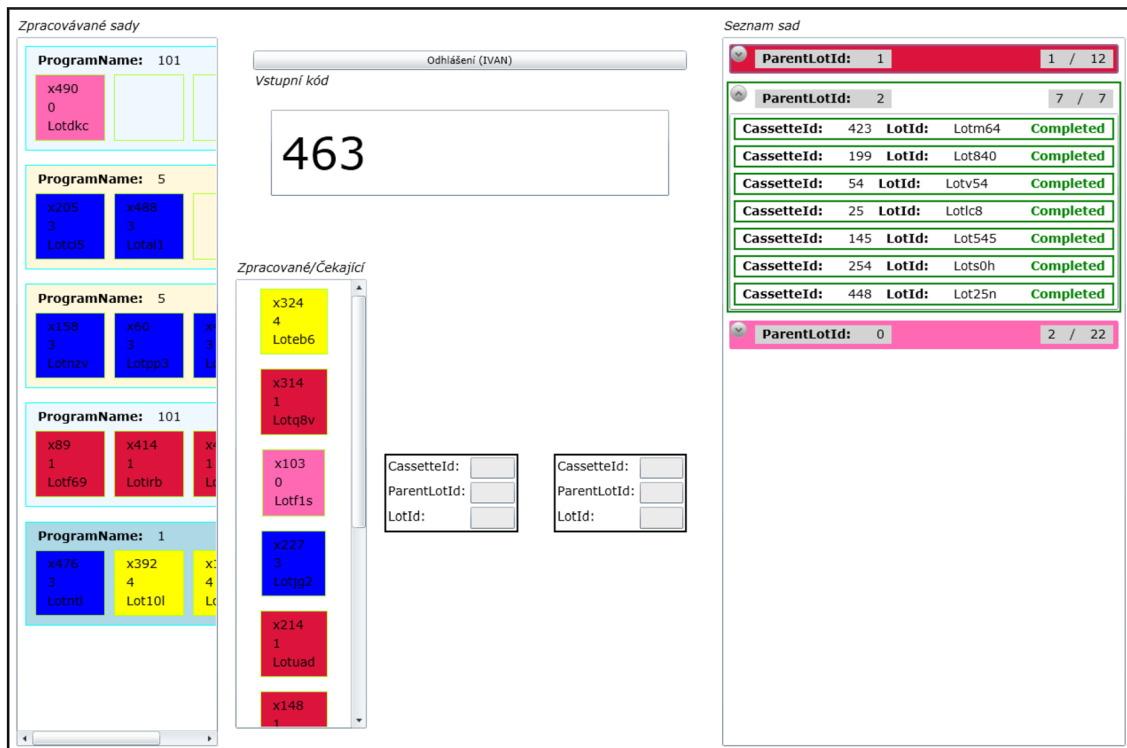 Zpracovávané sady
ProgramName: 101
x490
0
Lotdkc
ProgramName: 5
x205 x488
3 3
Lotcl5 Lotal1
ProgramName: 5
x158 x60
3 3
Lotnzv Lotpp3
ProgramName: 101
x89 x414
1 1
Lotf69 Lotirb
ProgramName: 1
x476 x392
3 4 4
Lotntl Lot10l
Odhlášení (IVAN)
Vstupní kód
463
Zpracované/Čekající
x324
4
Loteb6
x314
1
Lotq8v
x103
0
Lotf1s
x227
3
Lotjg2
x214
1
Lotuad
x148
1
CassetteId:
ParentLotId:
LotId:
CassetteId:
ParentLotId:
LotId:
Seznam sad
ParentLotId: 1 1 / 12
ParentLotId: 2 7 / 7
CassetteId: 423 LotId: Lotm64 Completed
CassetteId: 199 LotId: Lot840 Completed
CassetteId: 54 LotId: Lotv54 Completed
CassetteId: 25 LotId: Lotlc8 Completed
CassetteId: 145 LotId: Lot545 Completed
CassetteId: 254 LotId: Lots0h Completed
CassetteId: 448 LotId: Lot25n Completed
ParentLotId: 0 2 / 22